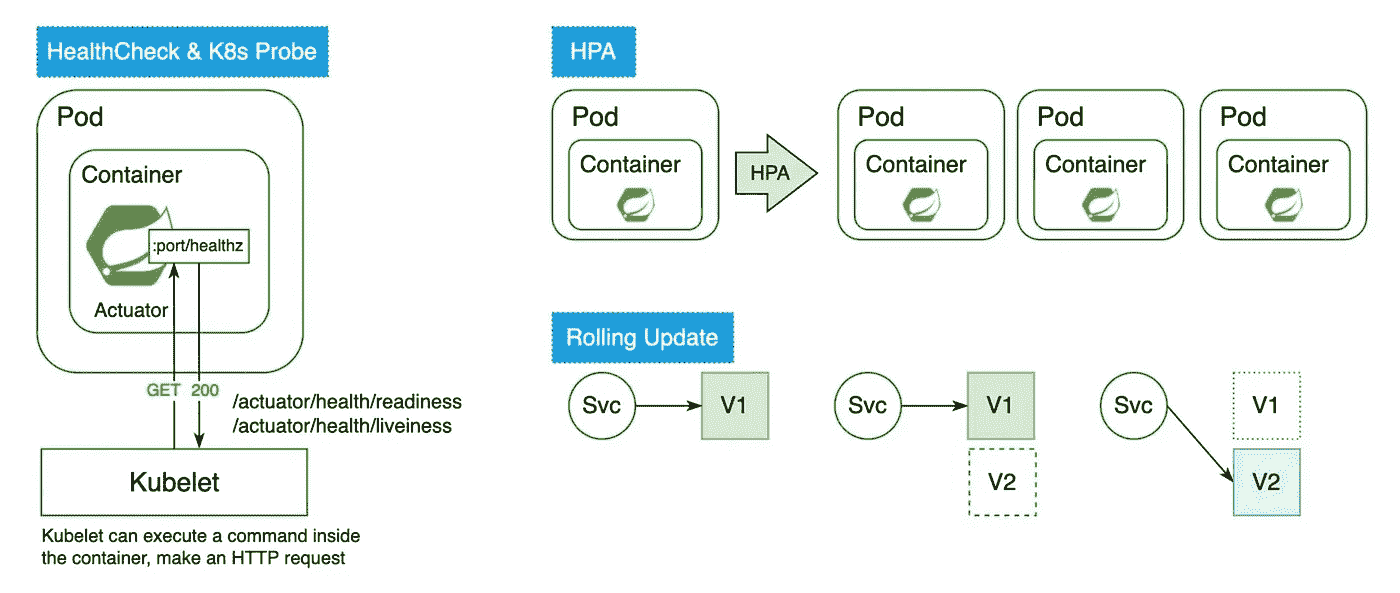 HealthCheck & K8s Probe
Pod
Container
:port/healthz
Actuator
GET 200
/actuator/health/readiness
/actuator/health/liveiness
Kubelet
Kubelet can execute a command inside
the container, make an HTTP request
HPA
Pod
Container
HPA
Pod
Container
Pod
Container
Pod
Container
Rolling Update
Svc
V1
Svc
V1
V2
Svc
V1
V2